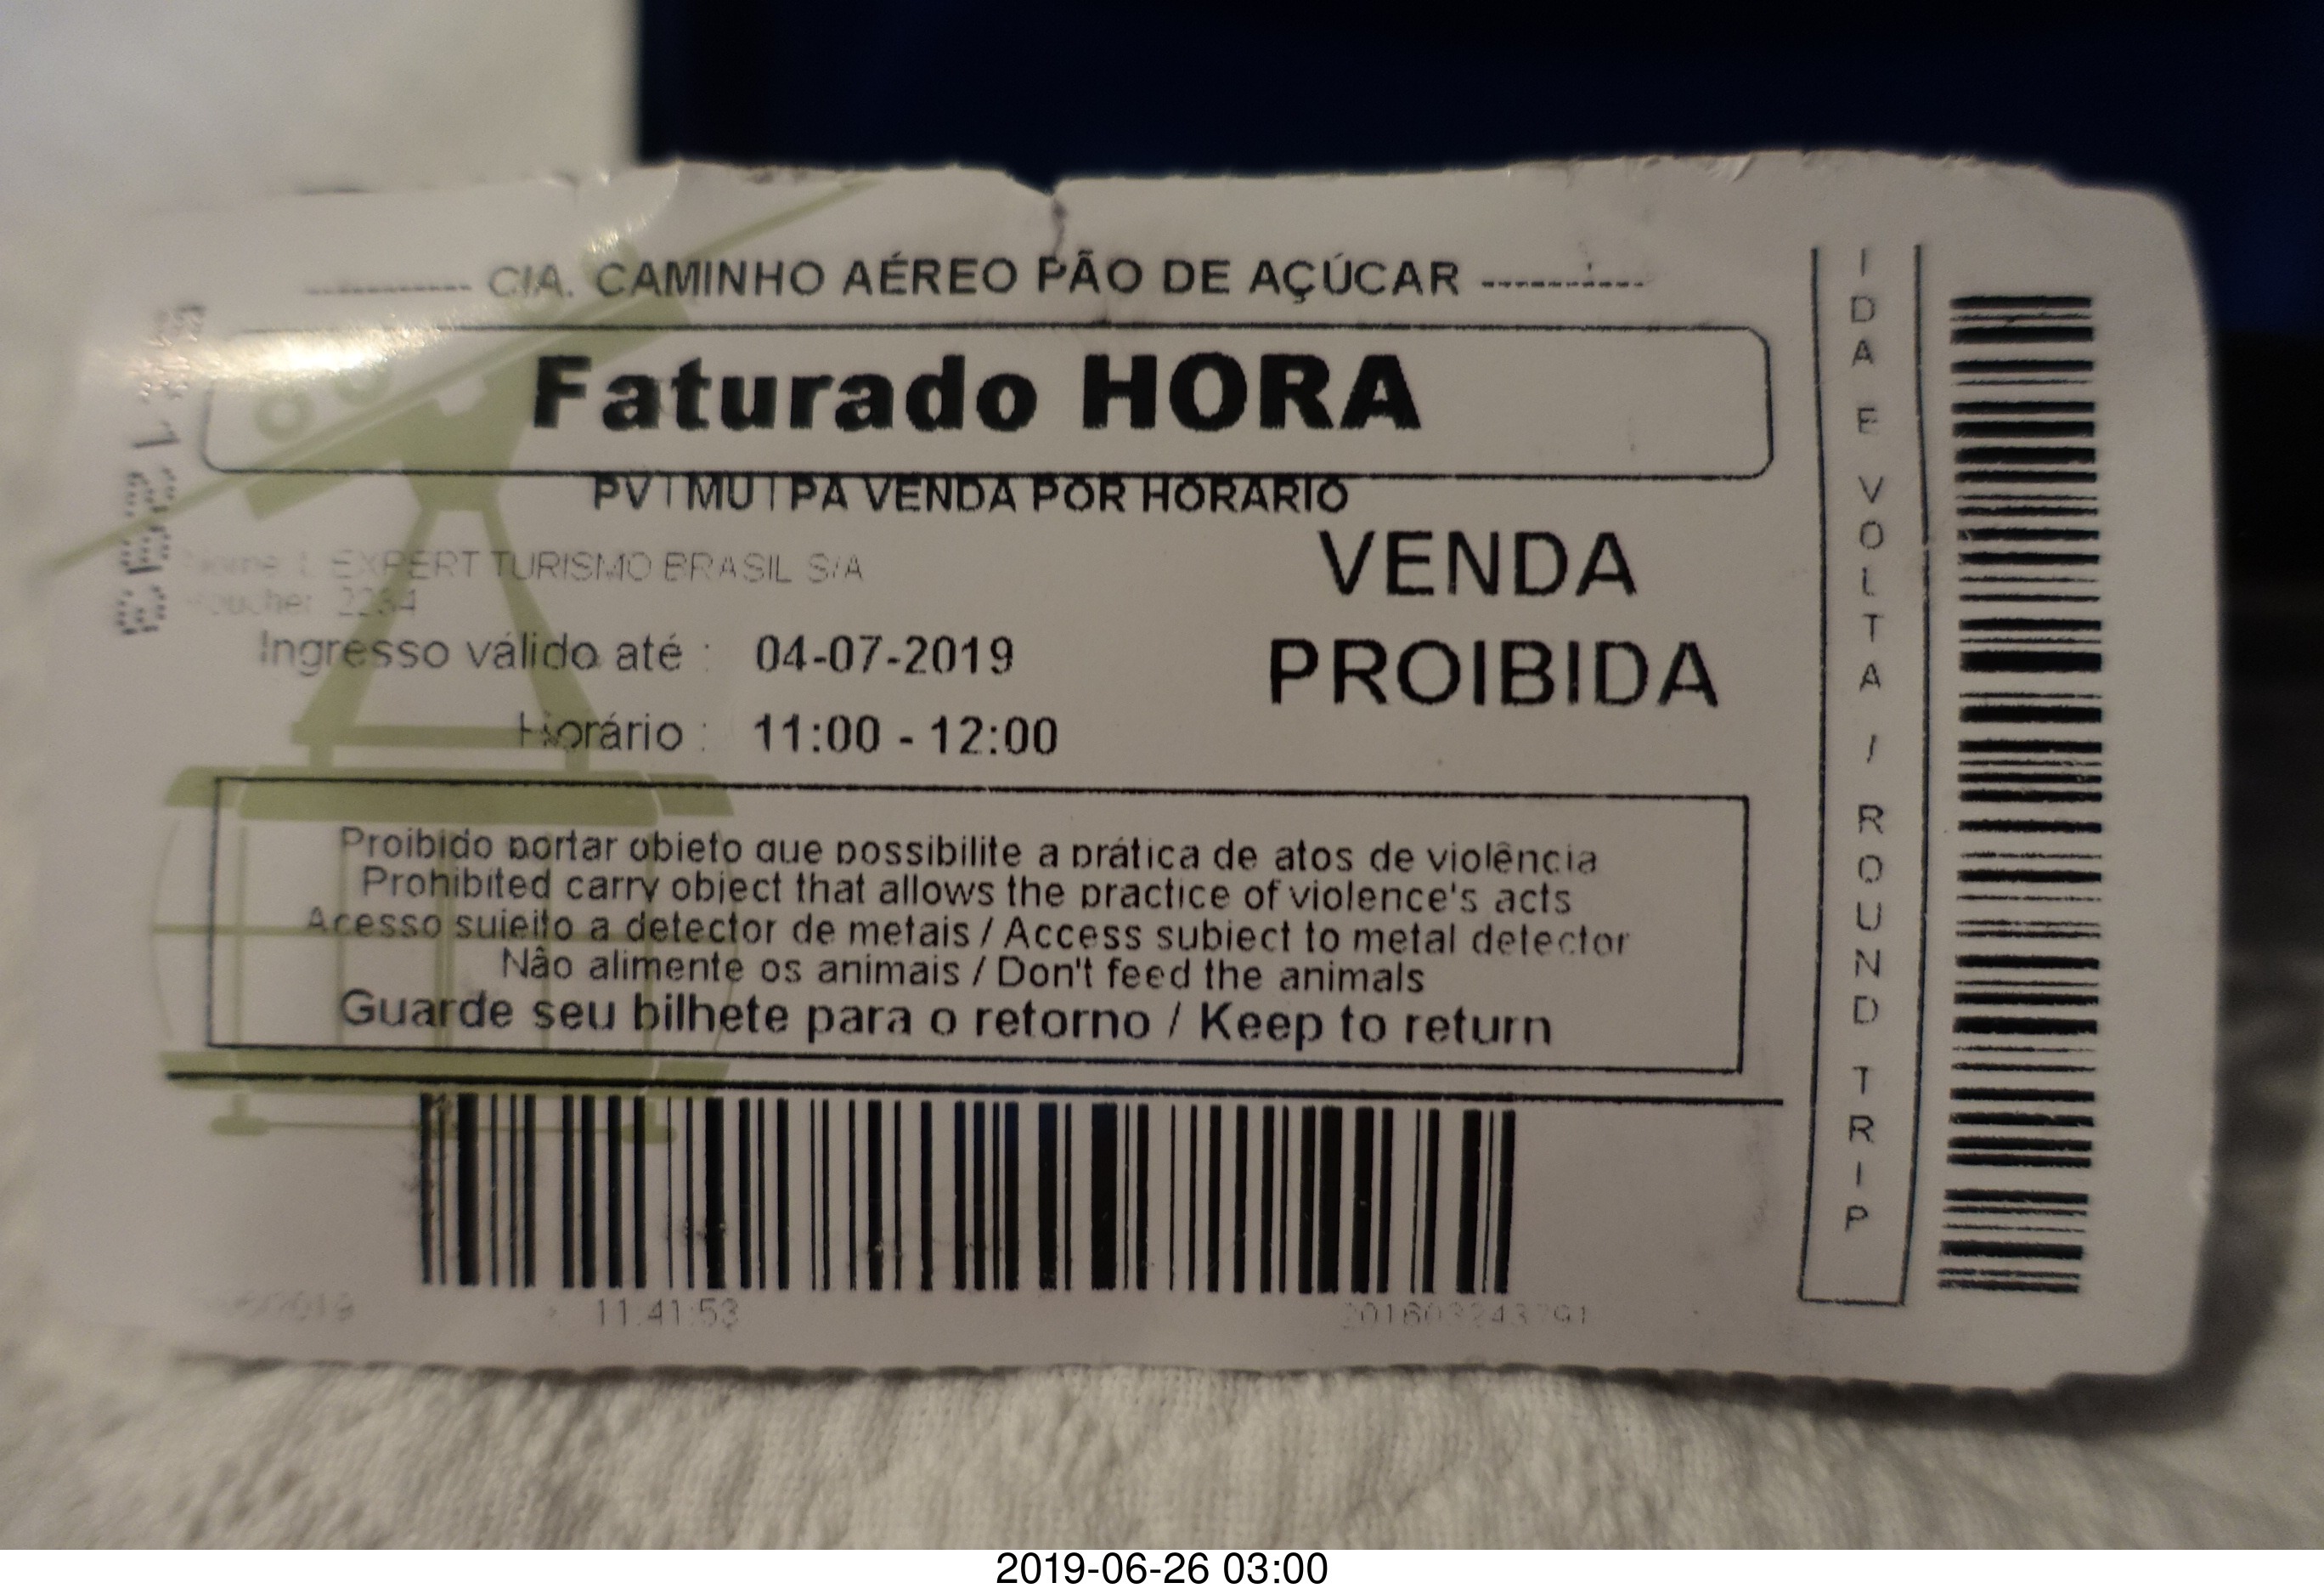 ---------- CIA. CAMINHO AÉREO PÃO DE AÇÚCAR ----------
Faturado HORA
PV | MU | PA VENDA POR HORARIO
EXPERT TURISMO BRASIL S/A
Voucher 2234
VENDA
PROIBIDA
Ingresso válido até : 04-07-2019
Horário : 11:00 - 12:00
Proibido portar objeto que possibilite a prática de atos de violência
Prohibited carry object that allows the practice of violence's acts
Acesso sujeito a detector de metais / Access subject to metal detector
Não alimente os animais / Don't feed the animals
Guarde seu bilhete para o retorno / Keep to return
11:41:53
IDA E VOLTA / ROUND TRIP
2019-06-26 03:00